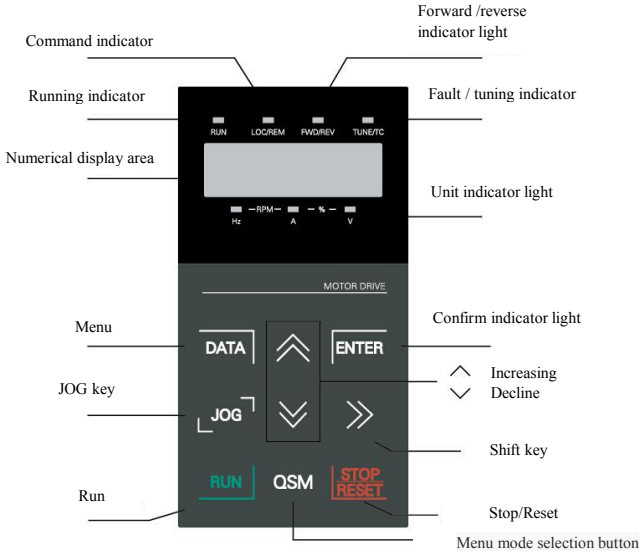 Forward /reverse
indicator light
Command indicator
Running indicator
Fault / tuning indicator
RUN LOC/REM FWD/REV TUNE/TC
Numerical display area
Unit indicator light
RPM %
Hz A V
MOTOR DRIVE
Menu
Confirm indicator light
DATA ENTER
Increasing
Decline
JOG key
JOG
Shift key
RUN QSM STOP
RESET
Run
Stop/Reset
Menu mode selection button